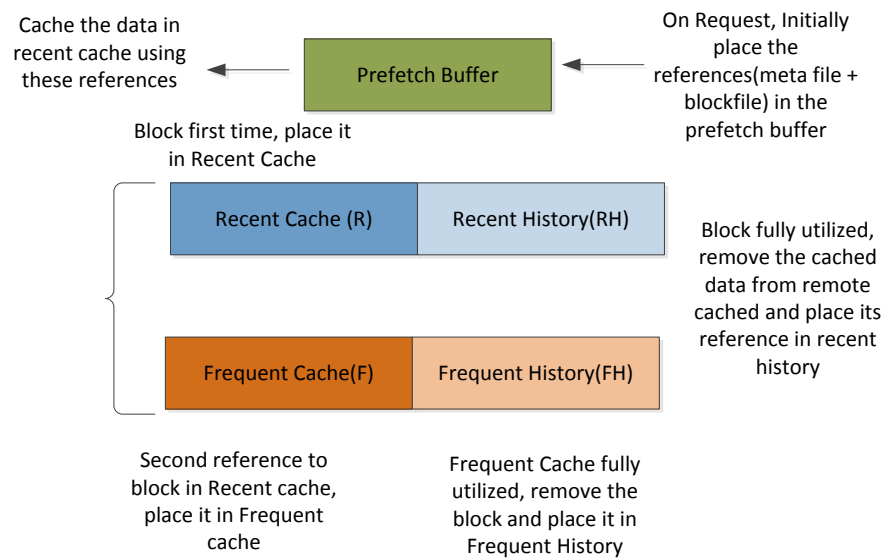 Cache the data in
recent cache using
these references
Prefetch Buffer
On Request, Initially
place the
references(meta file +
blockfile) in the
prefetch buffer
Block first time, place it
in Recent Cache
Recent Cache (R)
Recent History(RH)
Block fully utilized,
remove the cached
data from remote
cached and place its
reference in recent
history
Frequent Cache(F)
Frequent History(FH)
Second reference to
block in Recent cache,
place it in Frequent
cache
Frequent Cache fully
utilized, remove the
block and place it in
Frequent History